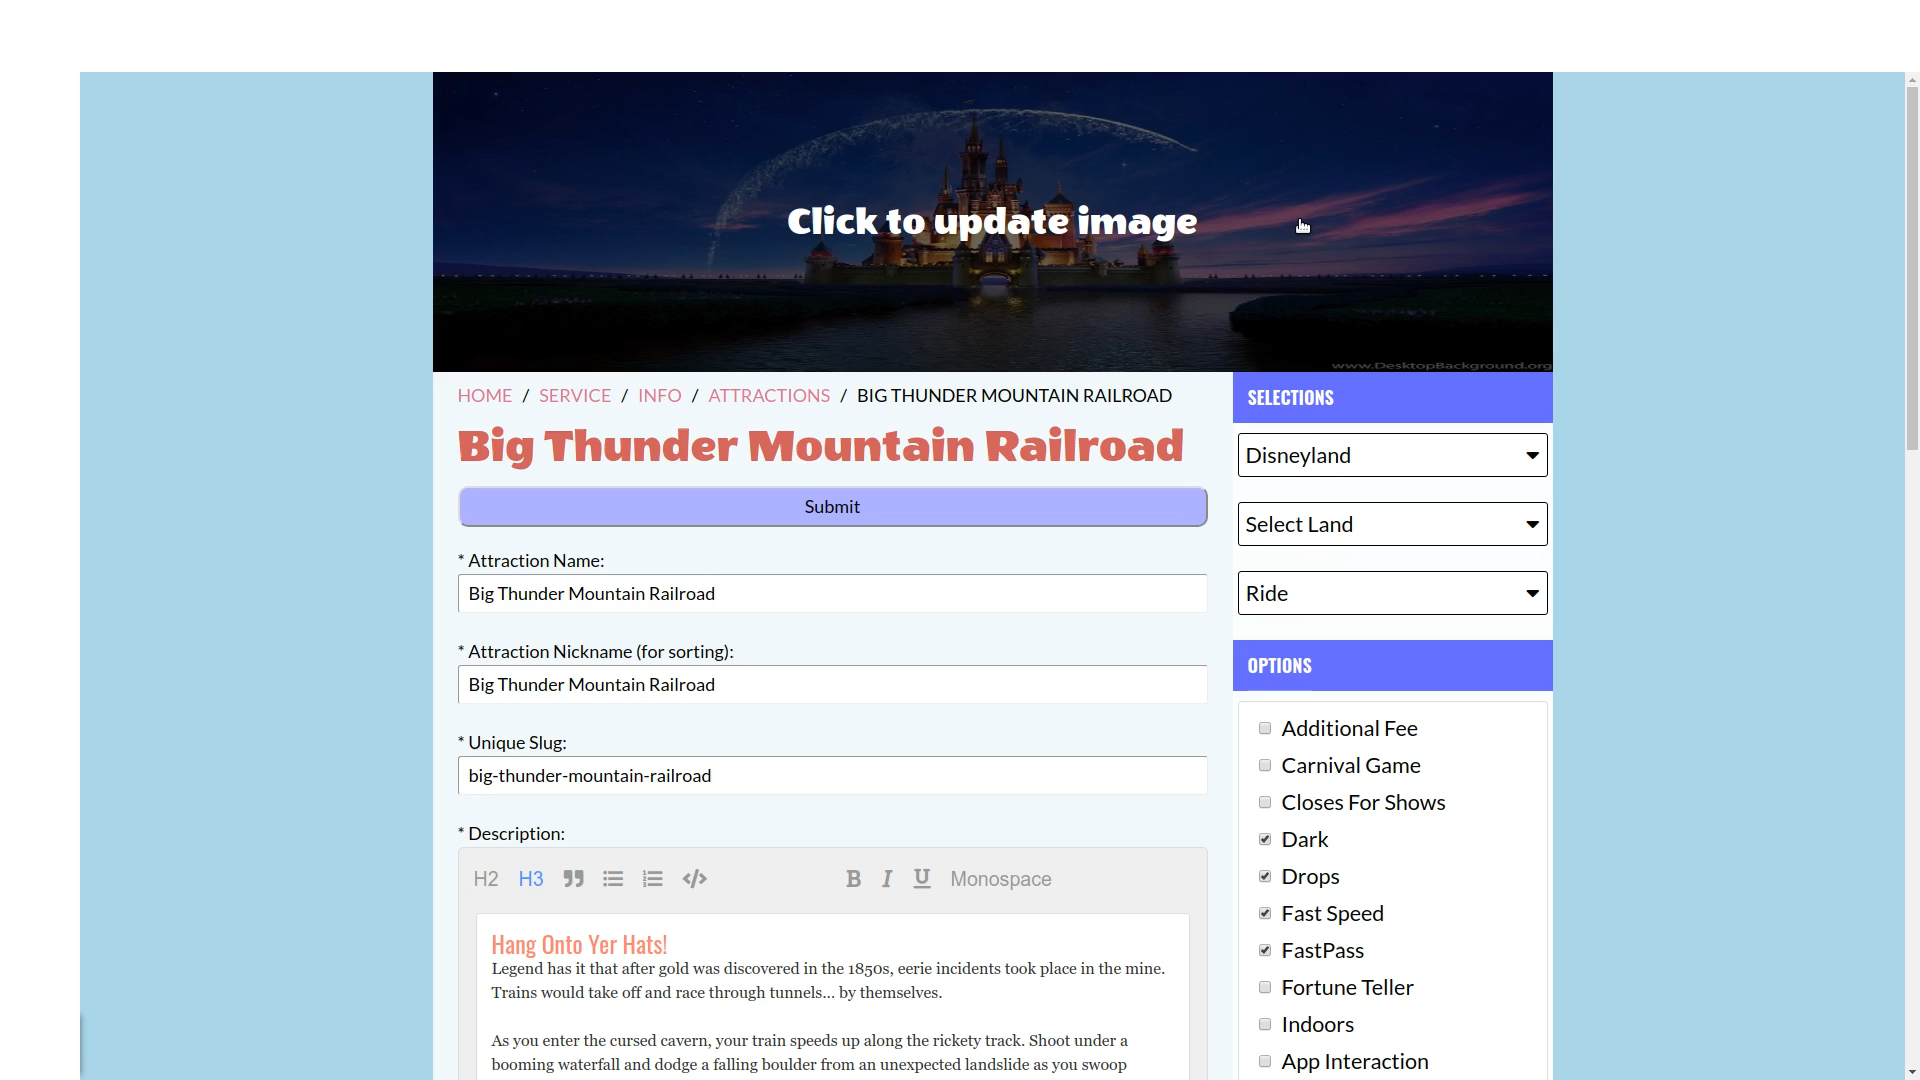 Click to update image
www.DesktopBackground.org
HOME / SERVICE / INFO / ATTRACTIONS / BIG THUNDER MOUNTAIN RAILROAD
Big Thunder Mountain Railroad
Submit
* Attraction Name:
Big Thunder Mountain Railroad
* Attraction Nickname (for sorting):
Big Thunder Mountain Railroad
* Unique Slug:
big-thunder-mountain-railroad
* Description:
H2 H3 B I U Monospace
Hang Onto Yer Hats!
Legend has it that after gold was discovered in the 1850s, eerie incidents took place in the mine.
Trains would take off and race through tunnels... by themselves.
As you enter the cursed cavern, your train speeds up along the rickety track. Shoot under a
booming waterfall and dodge a falling boulder from an unexpected landslide as you swoop
SELECTIONS
Disneyland
Select Land
Ride
OPTIONS
Additional Fee
Carnival Game
Closes For Shows
Dark
Drops
Fast Speed
FastPass
Fortune Teller
Indoors
App Interaction